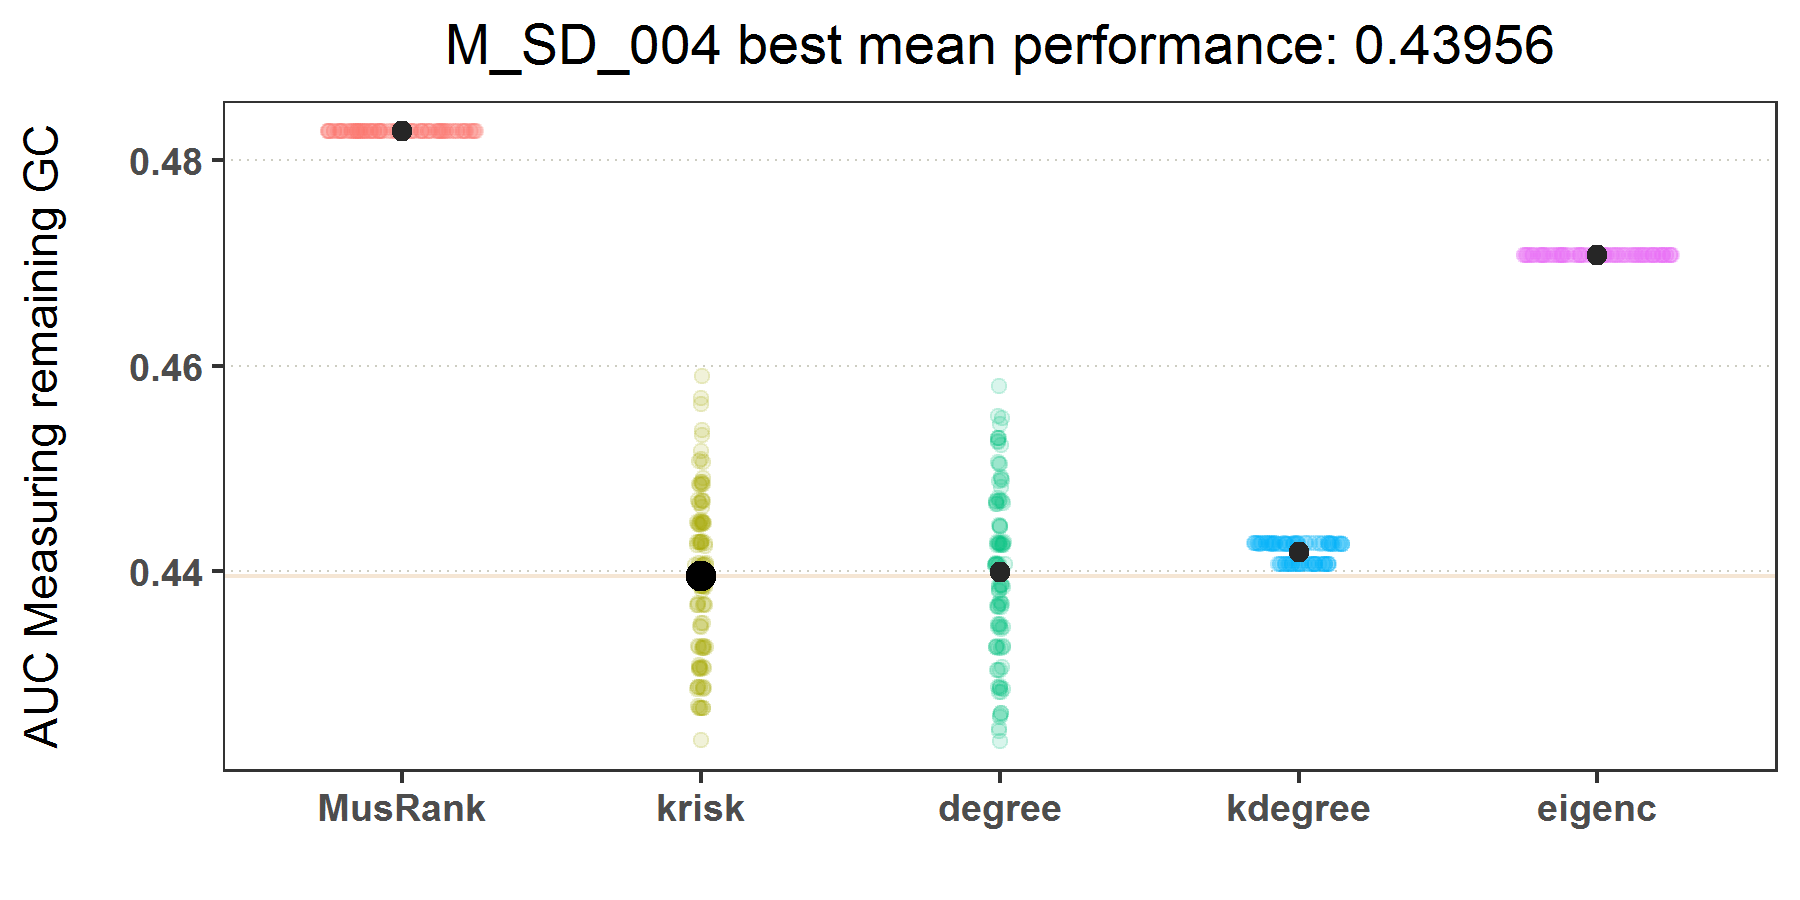 M_SD_004 best mean performance: 0.43956
AUC Measuring remaining GC
0.48
0.46
0.44
MusRank
krisk
degree
kdegree
eigenc